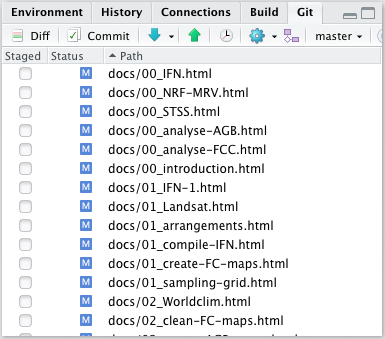 Environment History Connections Build Git
Diff Commit master
Staged Status Path
M docs/00_IFN.html
M docs/00_NRF-MRV.html
M docs/00_STSS.html
M docs/00_analyse-AGB.html
M docs/00_analyse-FCC.html
M docs/00_introduction.html
M docs/01_IFN-1.html
M docs/01_Landsat.html
M docs/01_arrangements.html
M docs/01_compile-IFN.html
M docs/01_create-FC-maps.html
M docs/01_sampling-grid.html
M docs/02_Worldclim.html
M docs/02_clean-FC-maps.html